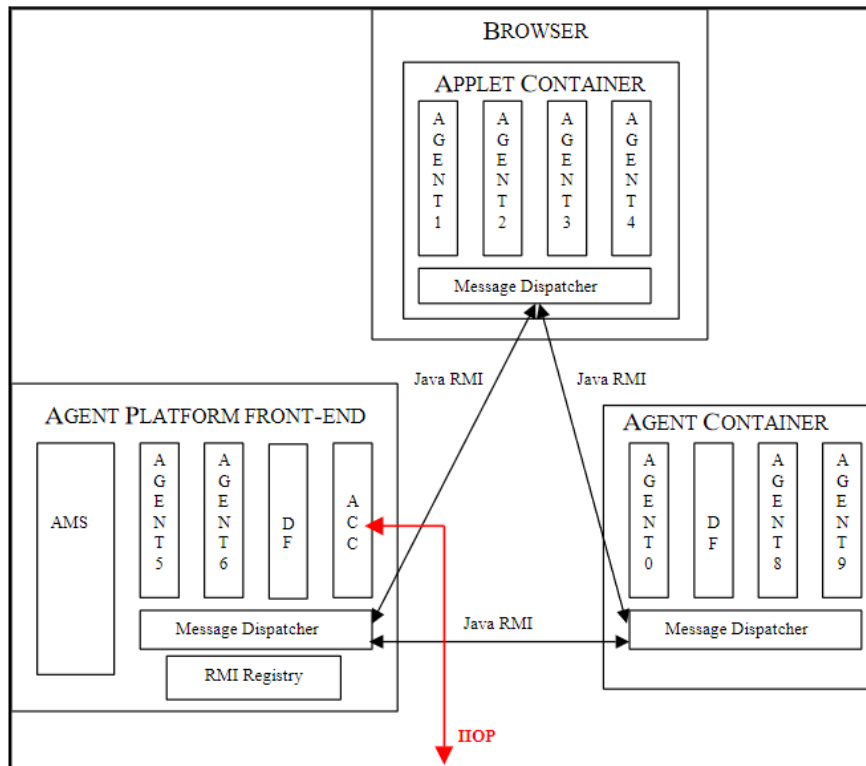 BROWSER
APPLET CONTAINER
AGENT1
AGENT2
AGENT3
AGENT4
Message Dispatcher
Java RMI
Java RMI
AGENT PLATFORM FRONT-END
AMS
AGENT5
AGENT6
DF
ACC
Message Dispatcher
RMI Registry
Java RMI
AGENT CONTAINER
AGENT0
DF
AGENT8
AGENT9
Message Dispatcher
IIOP